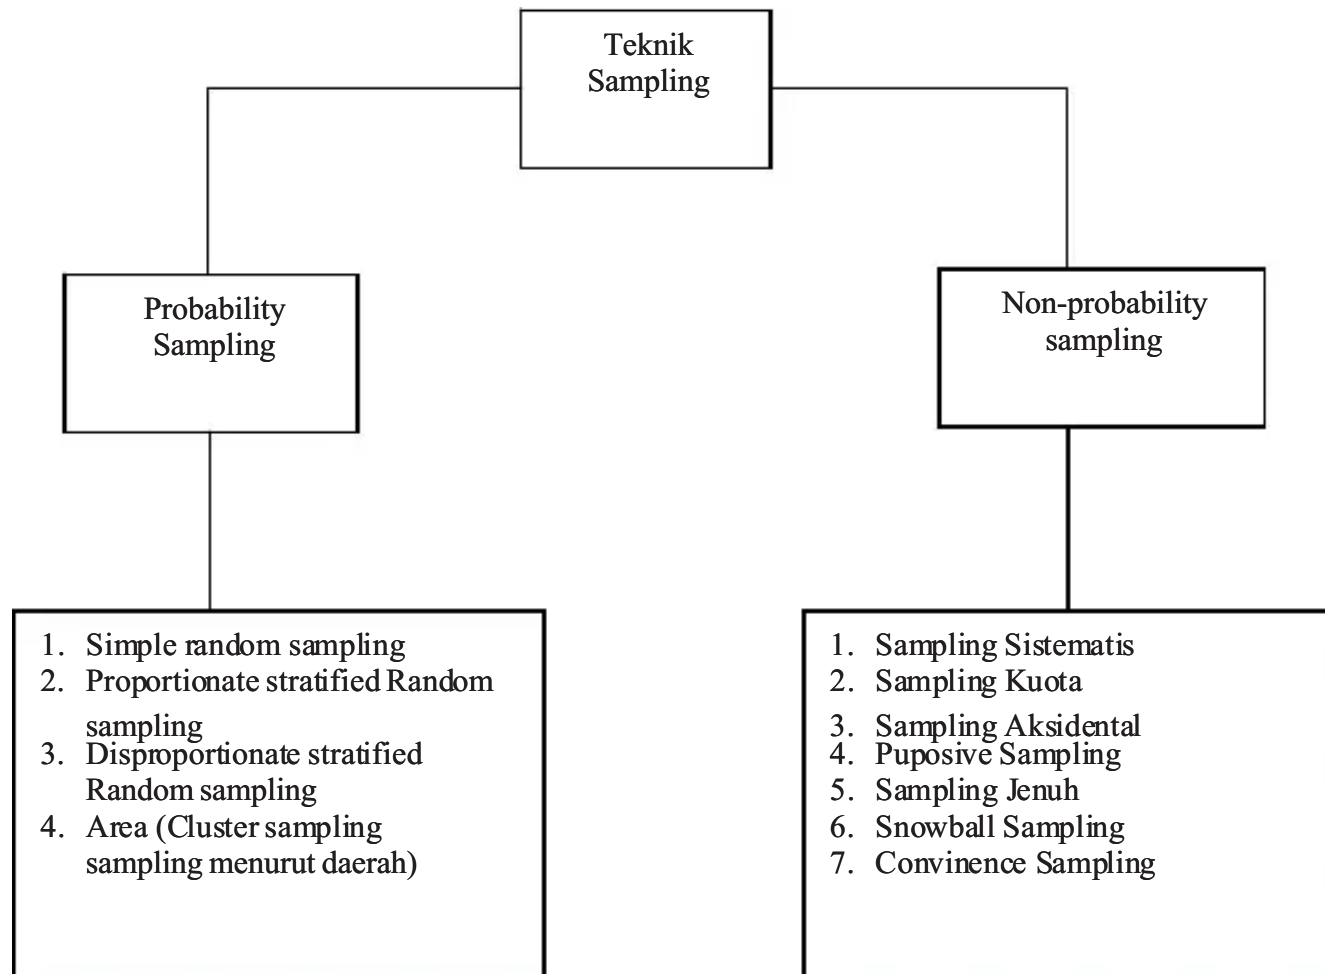 Teknik
Sampling
Probability
Sampling
Non-probability
sampling
1. Simple random sampling
2. Proportionate stratified Random
sampling
3. Disproportionate stratified
Random sampling
4. Area (Cluster sampling
sampling menurut daerah)
1. Sampling Sistematis
2. Sampling Kuota
3. Sampling Aksidental
4. Puposive Sampling
5. Sampling Jenuh
6. Snowball Sampling
7. Convinence Sampling